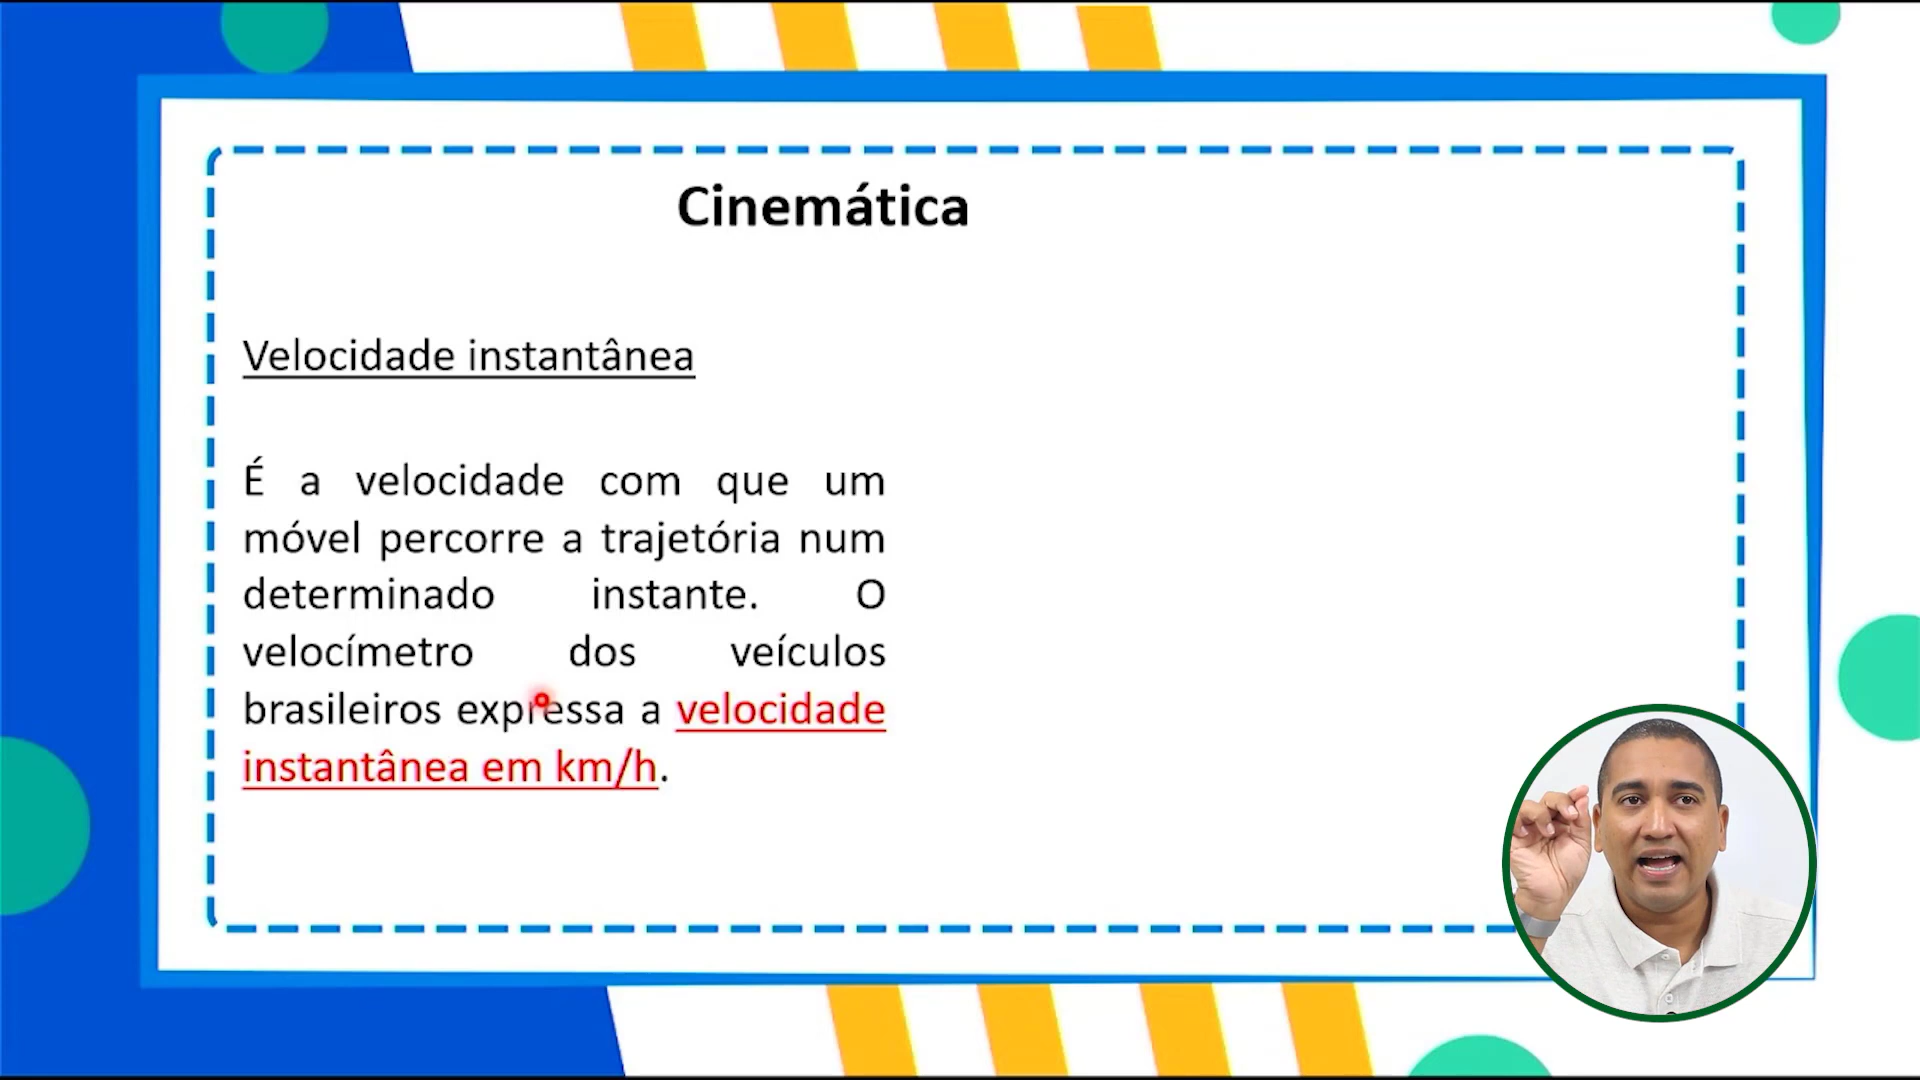 Cinemática
Velocidade instantânea
É a velocidade com que um
móvel percorre a trajetória num
determinado instante. O
velocímetro dos veículos
brasileiros expressa a velocidade
instantânea em km/h.